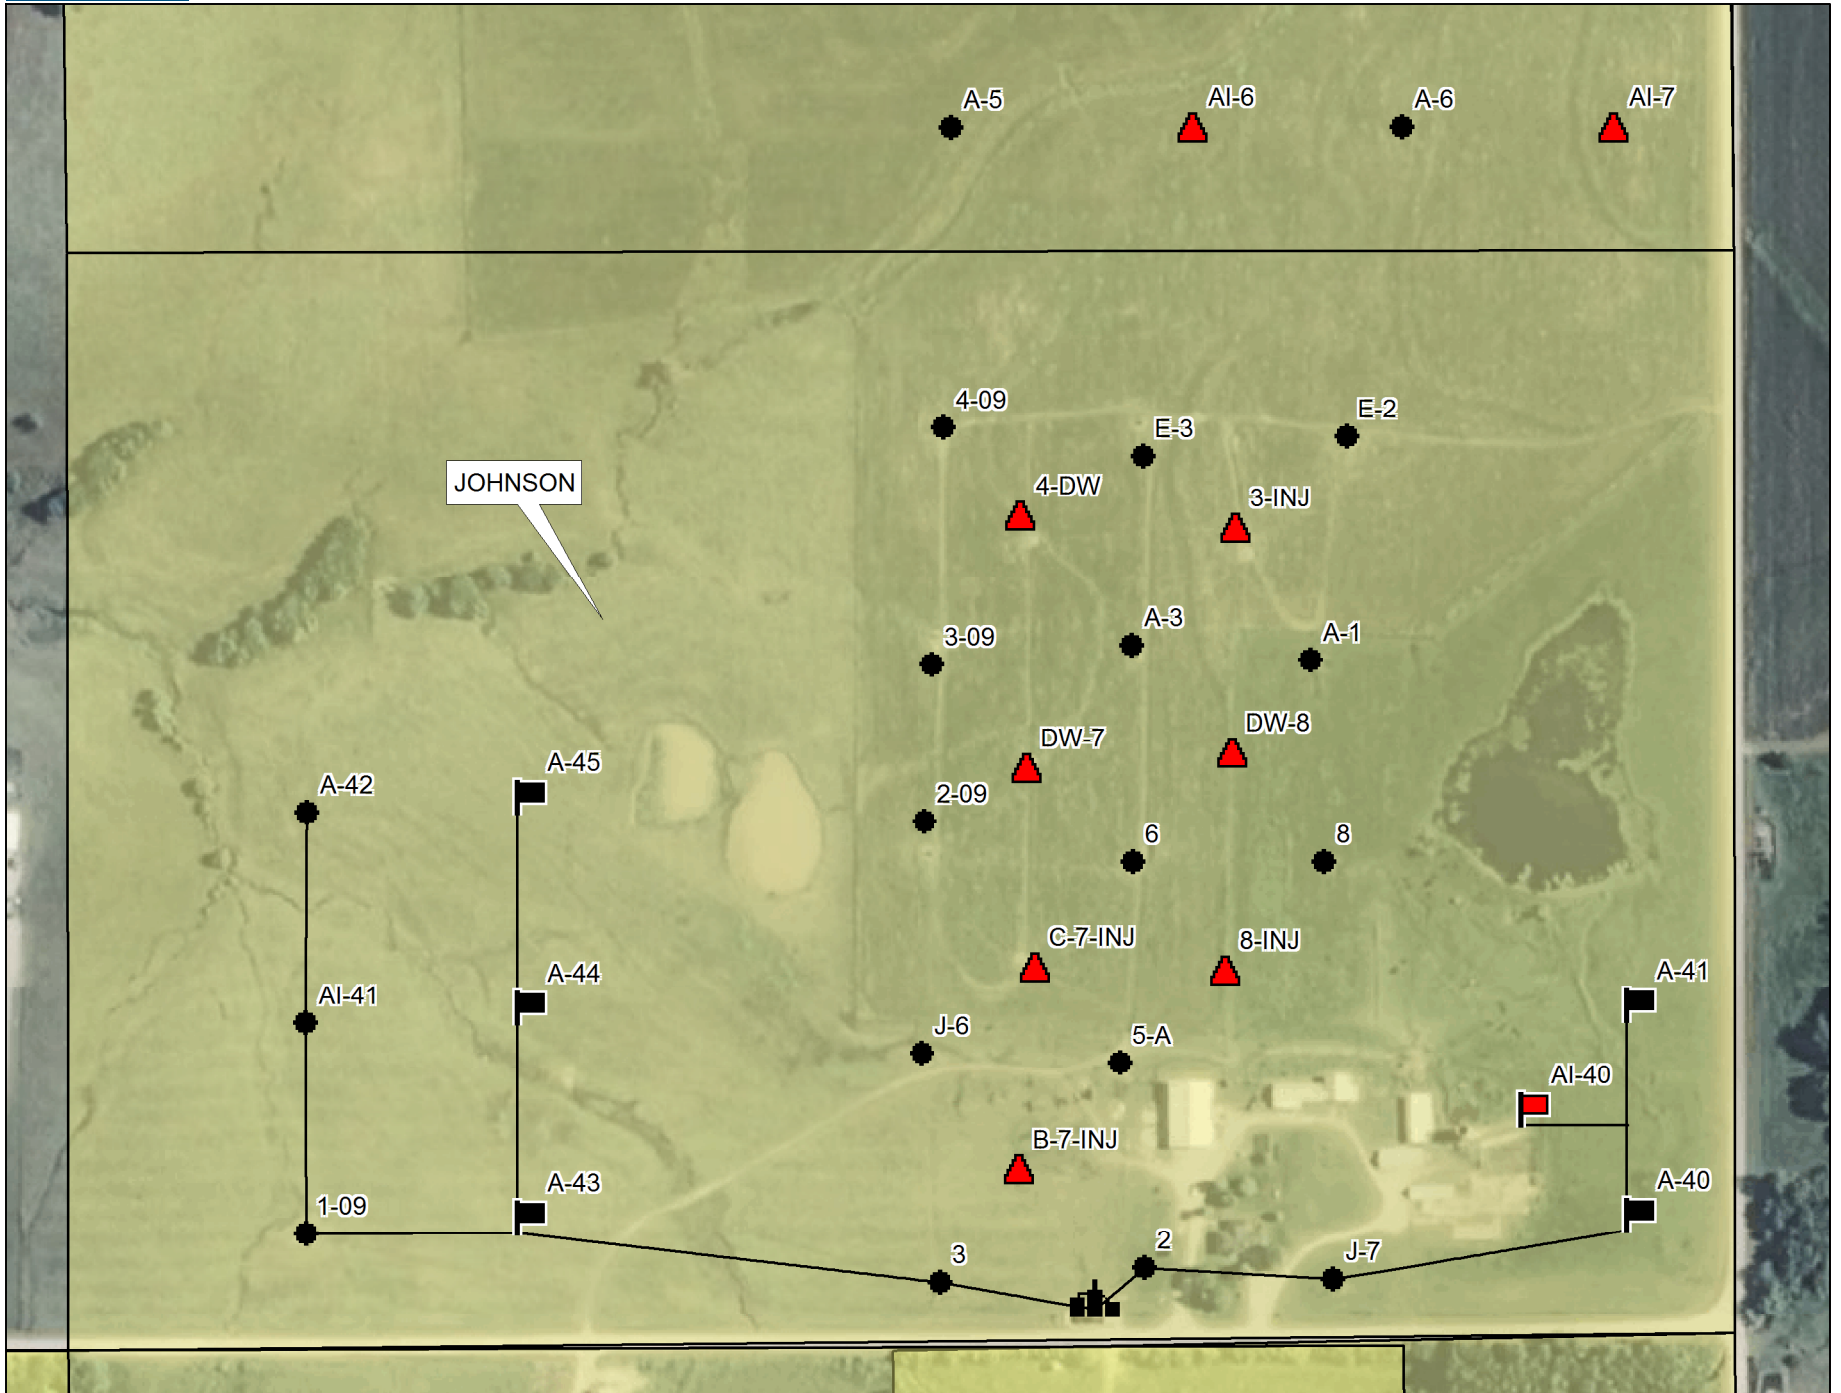 A-5
AI-6
A-6
AI-7
4-09
E-2
E-3
JOHNSON
4-DW
3-INJ
A-3
A-1
3-09
DW-8
DW-7
A-45
A-42
2-09
6
8
C-7-INJ
8-INJ
A-44
A-41
AI-41
J-6
5-A
AI-40
B-7-INJ
A-43
A-40
1-09
2
J-7
3